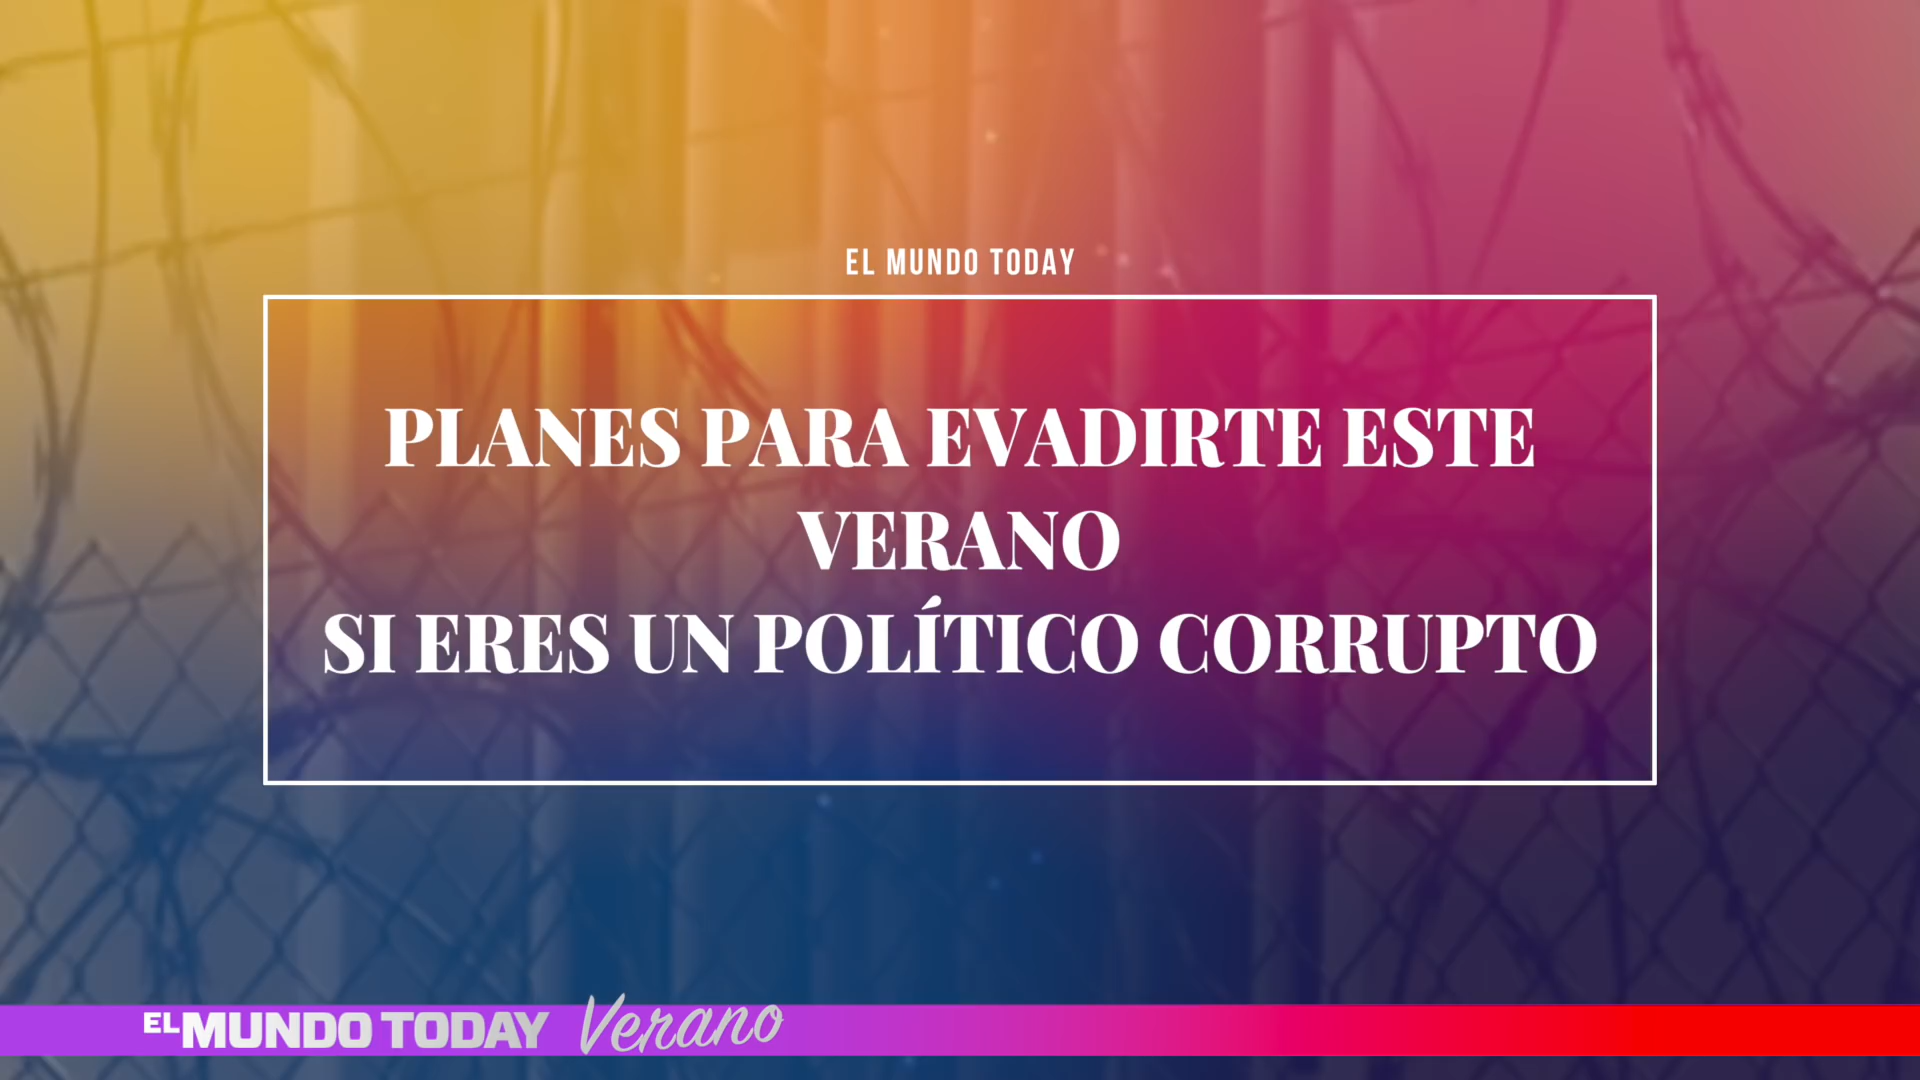 EL MUNDO TODAY
PLANES PARA EVADIRTE ESTE
VERANO
SI ERES UN POLÍTICO CORRUPTO
EL MUNDO TODAY Verano